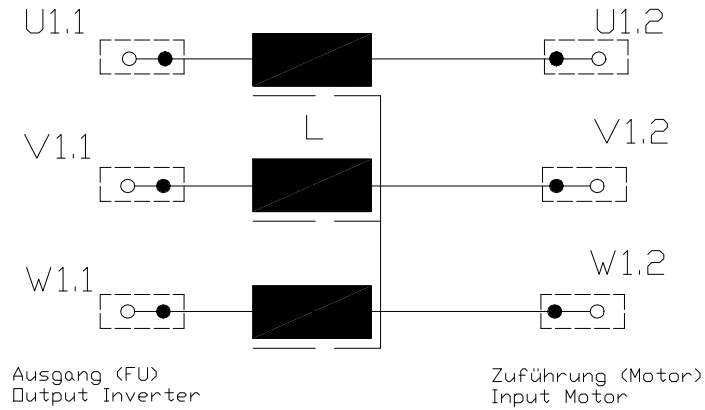 U1.1 U1.2
L
V1.1 V1.2
W1.1 W1.2
Ausgang (FU) Zuführung (Motor)
Output Inverter Input Motor